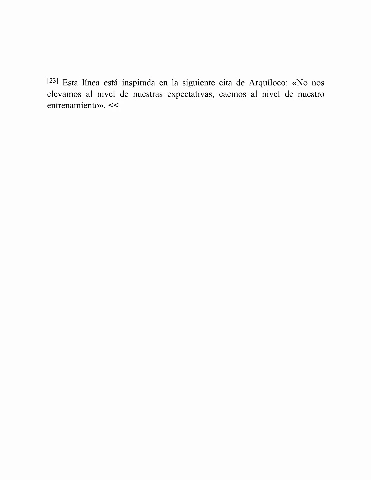 [23] Esta línea está inspirada en la siguiente cita de Arquíloco: «No nos
elevamos al nivel de nuestras expectativas, caemos al nivel de nuestro
entrenamiento». <<